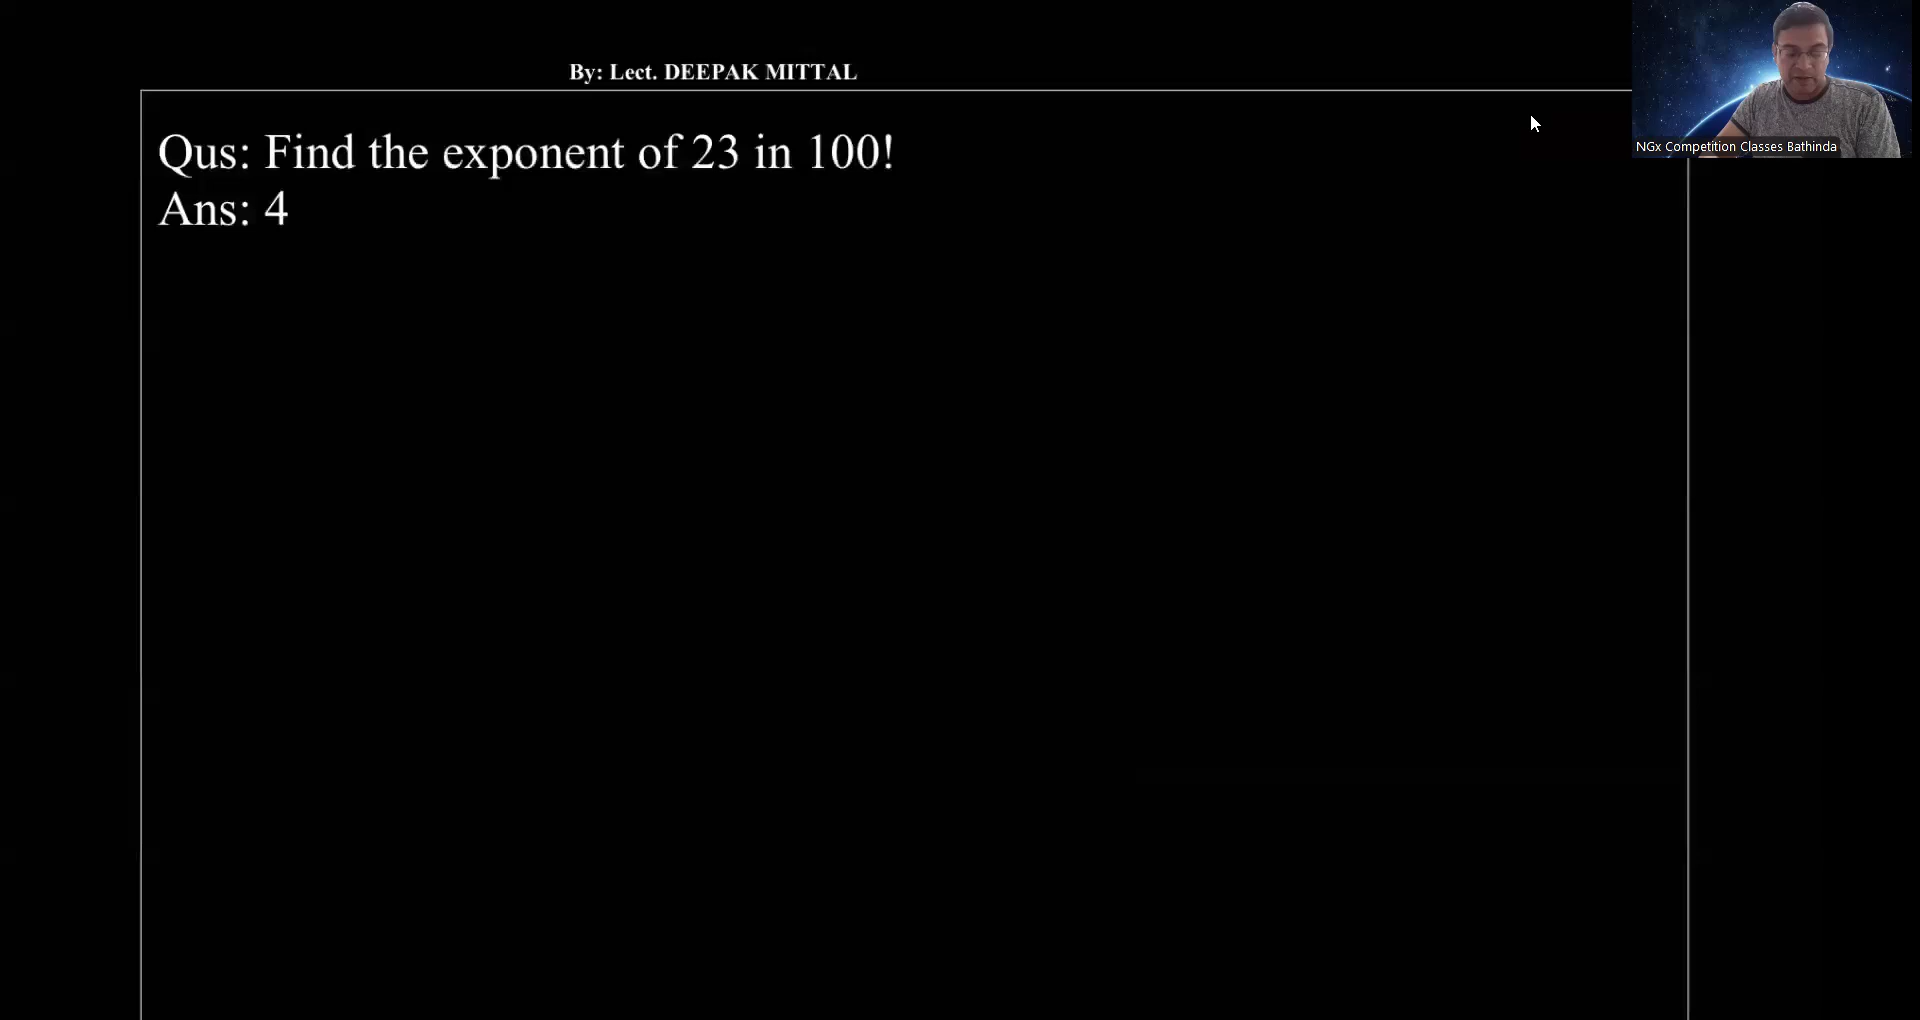 By: Lect. DEEPAK MITTAL
NGx Competition Classes Bathinda
Qus: Find the exponent of 23 in 100!
Ans: 4